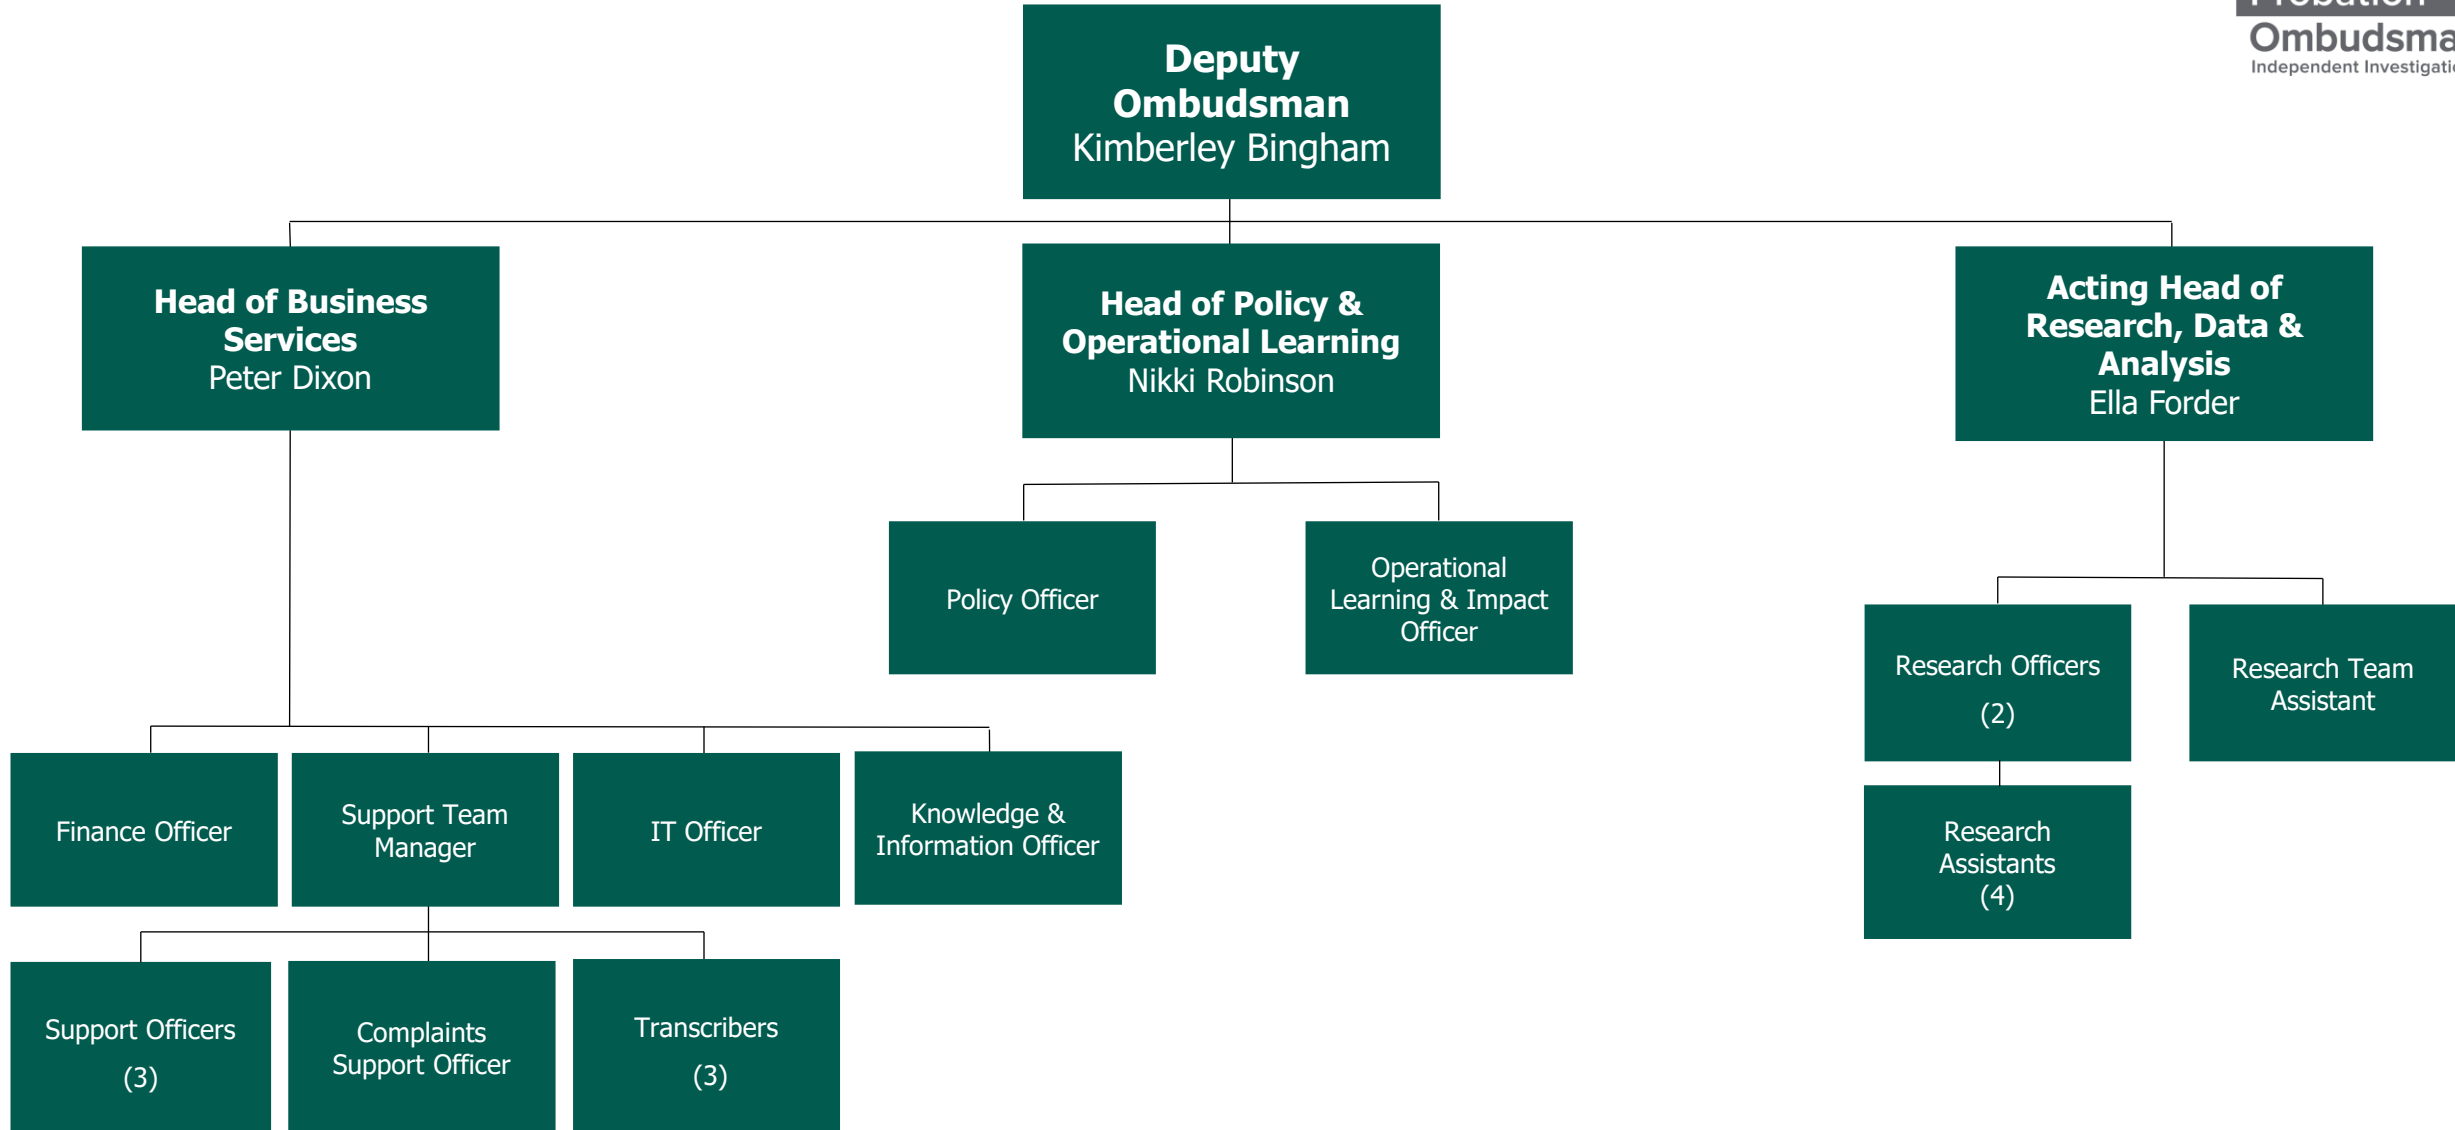 Ombudsma
Independent Investigatio
Deputy
Ombudsman
Kimberley Bingham
Head of Business
Services
Peter Dixon
Head of Policy &
Operational Learning
Nikki Robinson
Acting Head of
Research, Data &
Analysis
Ella Forder
Policy Officer
Operational
Learning & Impact
Officer
Research Officers
(2)
Research Team
Assistant
Finance Officer
Support Team
Manager
IT Officer
Knowledge &
Information Officer
Research
Assistants
(4)
Support Officers
(3)
Complaints
Support Officer
Transcribers
(3)